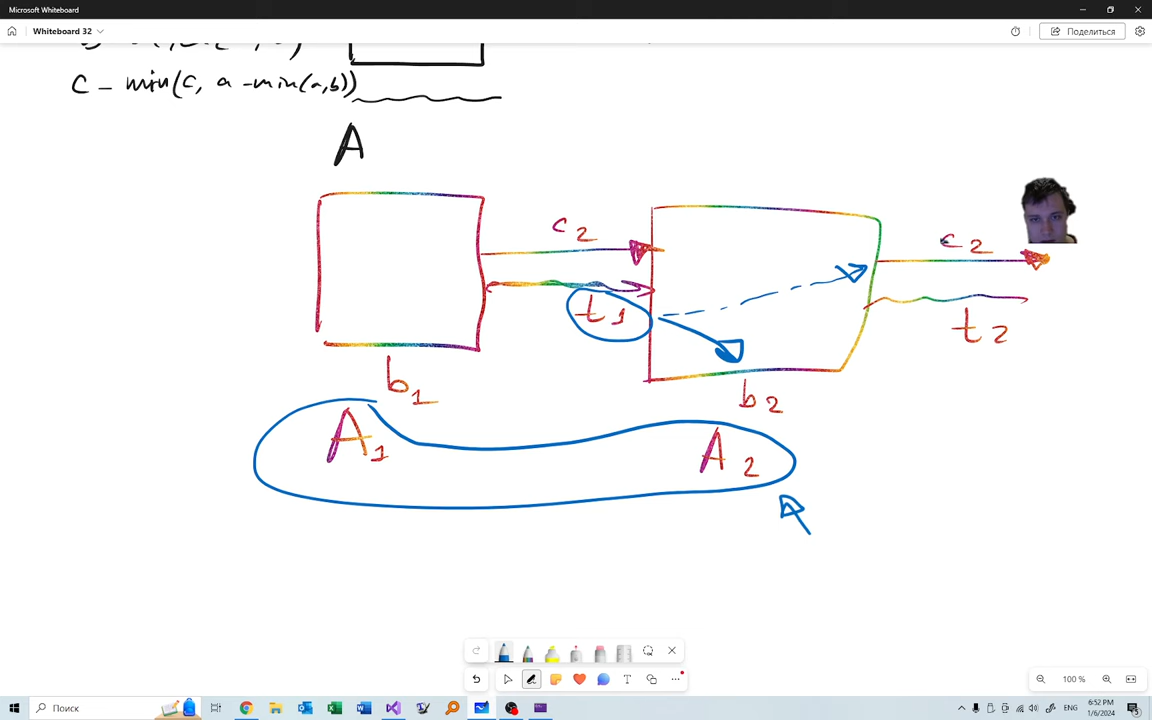 Microsoft Whiteboard
Whiteboard 32
Поделиться
C - min(c, a - min(a,b))
A
c 2
c 2
t 1
t 2
b 1
b 2
A 1
A 2
100 %
Поиск
ENG
6:52 PM
1/6/2024
5